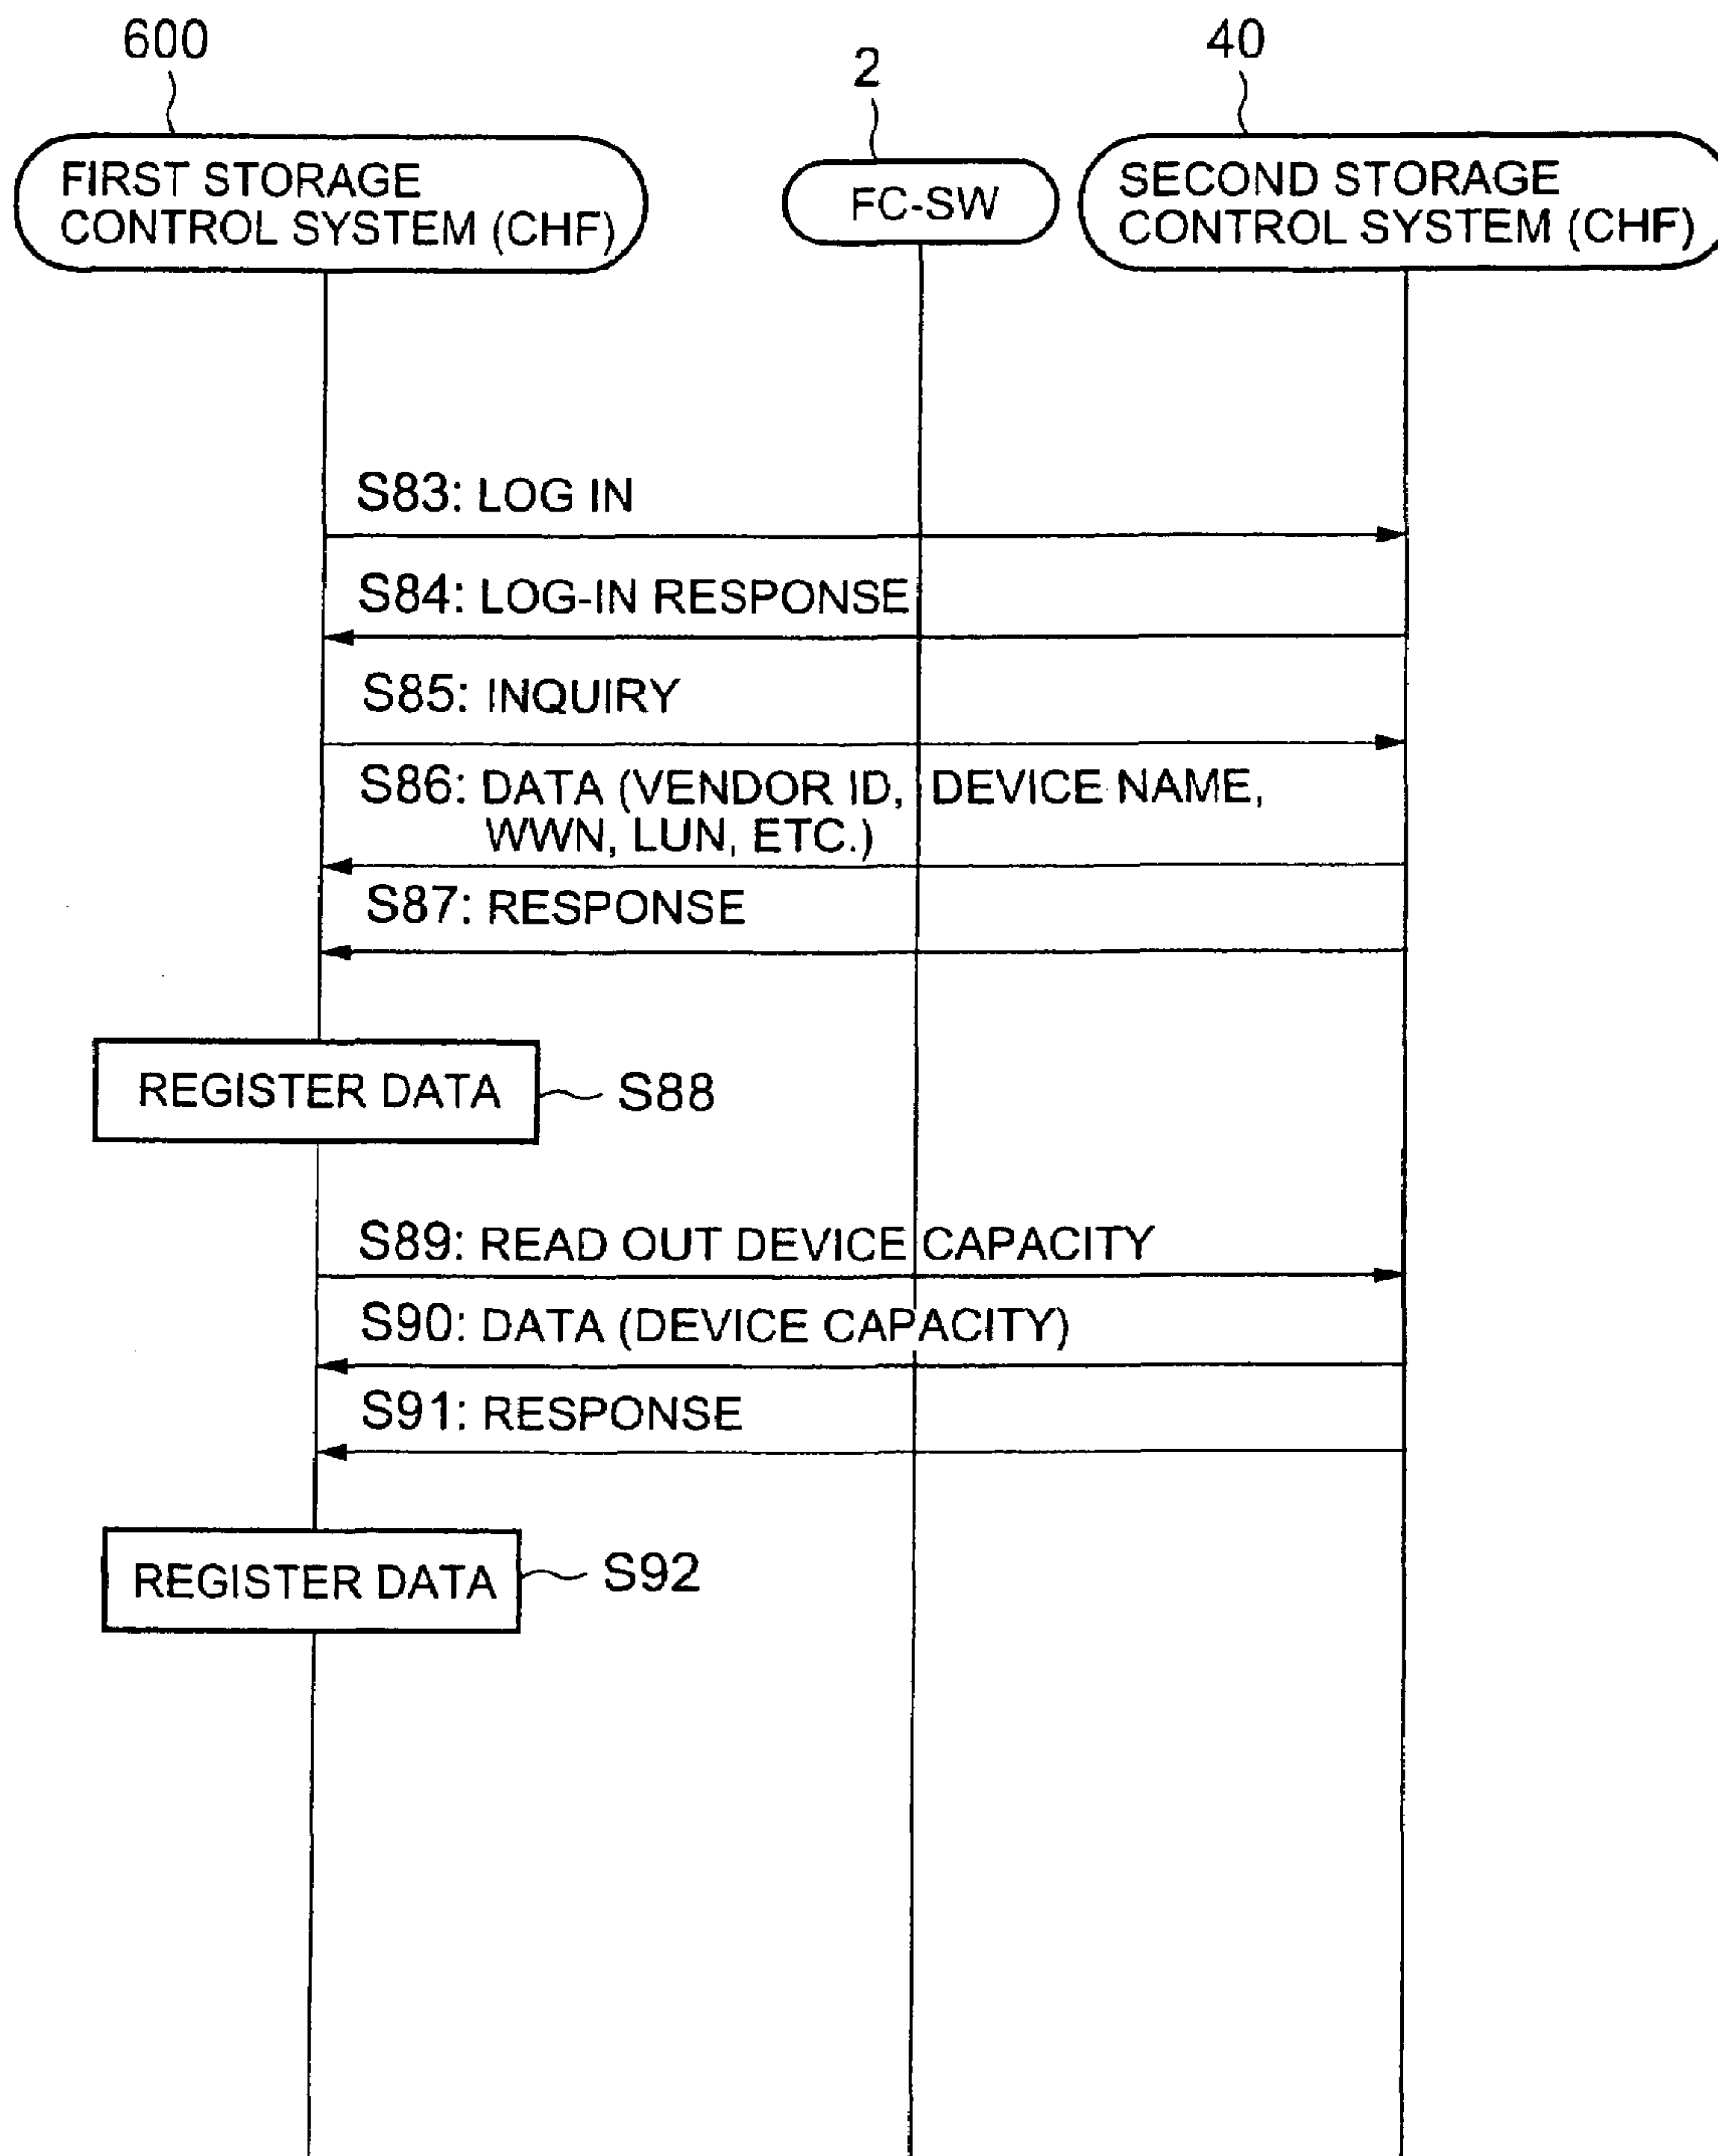 600
2
40
FIRST STORAGE
CONTROL SYSTEM (CHF)
FC-SW
SECOND STORAGE
CONTROL SYSTEM (CHF)
S83: LOG IN
S84: LOG-IN RESPONSE
S85: INQUIRY
S86: DATA (VENDOR ID, DEVICE NAME,
WWN, LUN, ETC.)
S87: RESPONSE
REGISTER DATA
S88
S89: READ OUT DEVICE CAPACITY
S90: DATA (DEVICE CAPACITY)
S91: RESPONSE
REGISTER DATA
S92